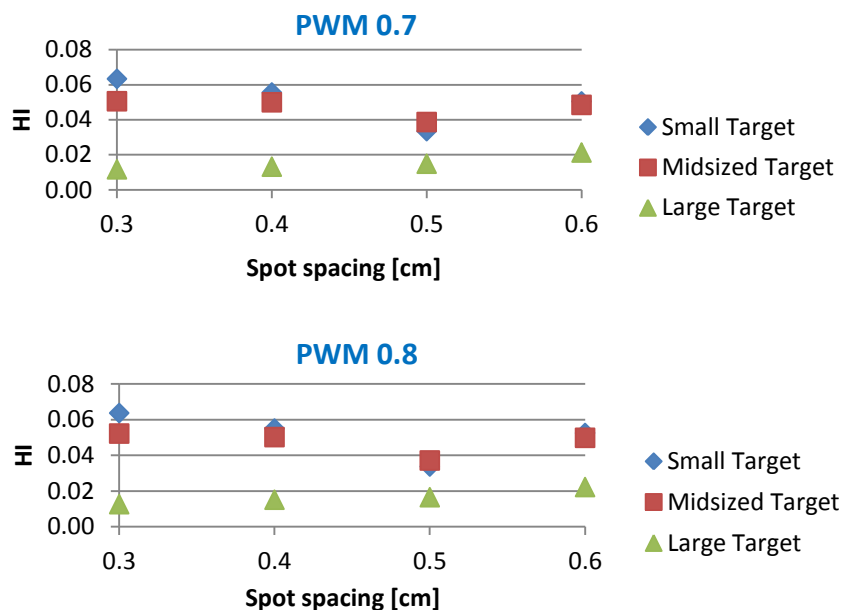 PWM 0.7
0.08
0.06
0.04
0.02
0.00
HI
0.3 0.4 0.5 0.6
Spot spacing [cm]
Small Target
Midsized Target
Large Target
PWM 0.8
0.08
0.06
0.04
0.02
0.00
HI
0.3 0.4 0.5 0.6
Spot spacing [cm]
Small Target
Midsized Target
Large Target